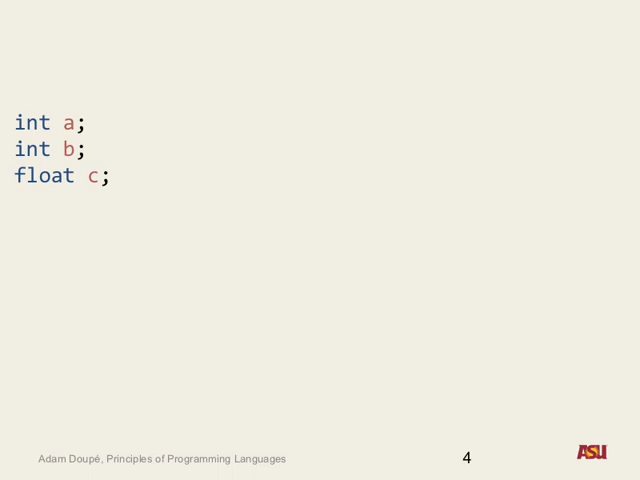 int a;
int b;
float c;
Adam Doupé, Principles of Programming Languages
4
ASU